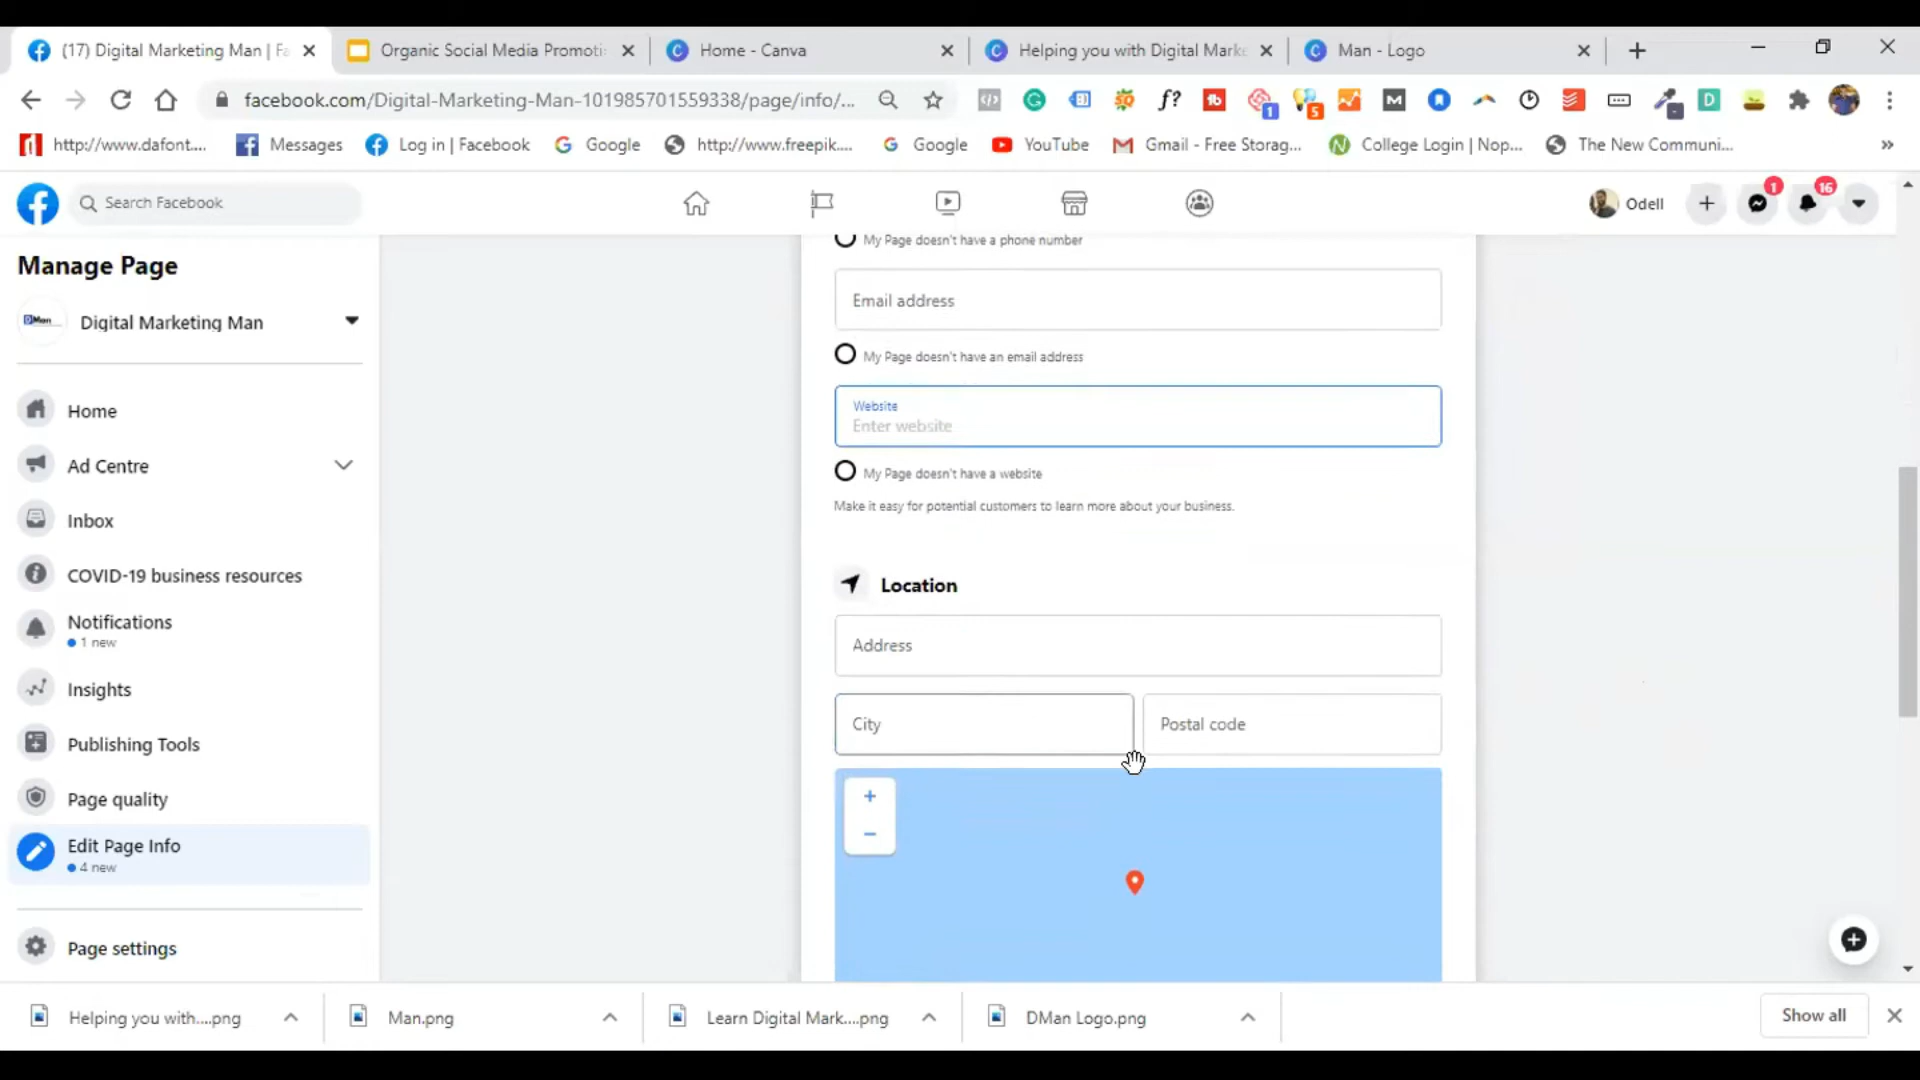 (17) Digital Marketing Man | Fa
Organic Social Media Promoti
Home - Canva
Helping you with Digital Marke
Man - Logo
facebook.com/Digital-Marketing-Man-101985701559338/page/info/...
http://www.dafont....
Messages
Log in | Facebook
Google
http://www.freepik....
Google
YouTube
Gmail - Free Storag...
College Login | Nop...
The New Communi...
Search Facebook
Odell
1
16
Manage Page
Digital Marketing Man
Home
Ad Centre
Inbox
COVID-19 business resources
Notifications
1 new
Insights
Publishing Tools
Page quality
Edit Page Info
4 new
Page settings
My Page doesn't have a phone number
Email address
My Page doesn't have an email address
Website
Enter website
My Page doesn't have a website
Make it easy for potential customers to learn more about your business.
Location
Address
City
Postal code
+
−
Helping you with....png
Man.png
Learn Digital Mark....png
DMan Logo.png
Show all